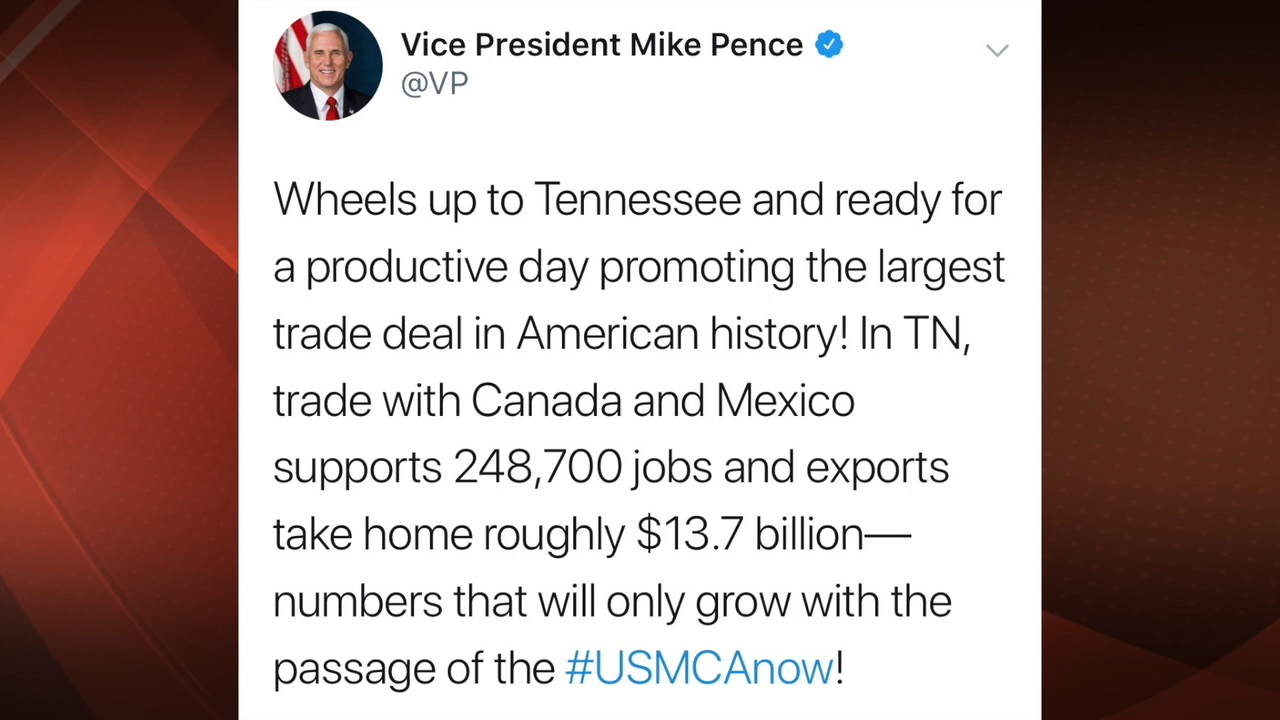 Vice President Mike Pence
@VP
Wheels up to Tennessee and ready for
a productive day promoting the largest
trade deal in American history! In TN,
trade with Canada and Mexico
supports 248,700 jobs and exports
take home roughly $13.7 billion—
numbers that will only grow with the
passage of the #USMCAnow!